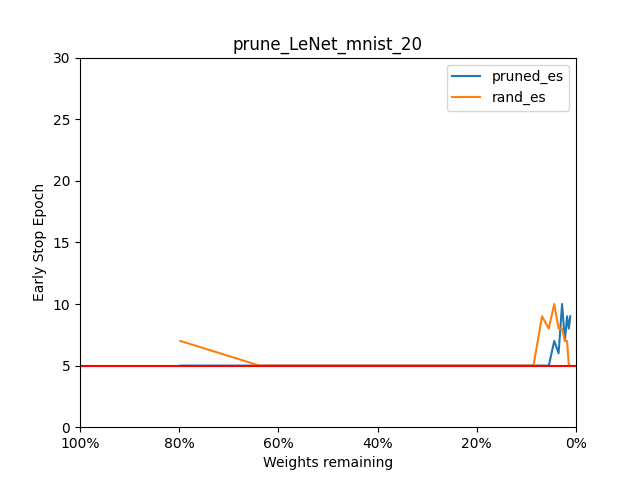 prune_LeNet_mnist_20
pruned_es
rand_es
Early Stop Epoch
30
25
20
15
10
5
0
100%
80%
60%
40%
20%
0%
Weights remaining